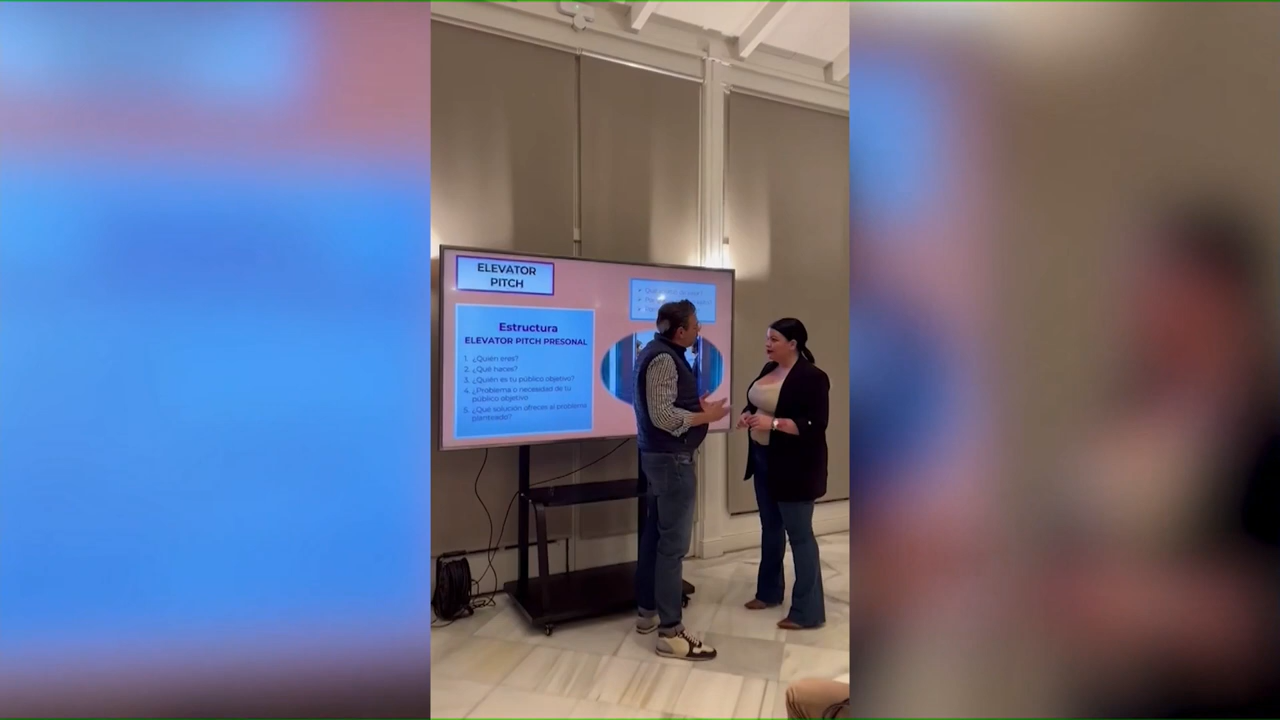 ELEVATOR
PITCH
Estructura
ELEVATOR PITCH PRESONAL
1. ¿Quién eres?
2. ¿Qué haces?
3. ¿Quién es tu público objetivo?
4. ¿Problema o necesidad de tu
público objetivo
5. ¿Qué solución ofreces al problema
planteado?